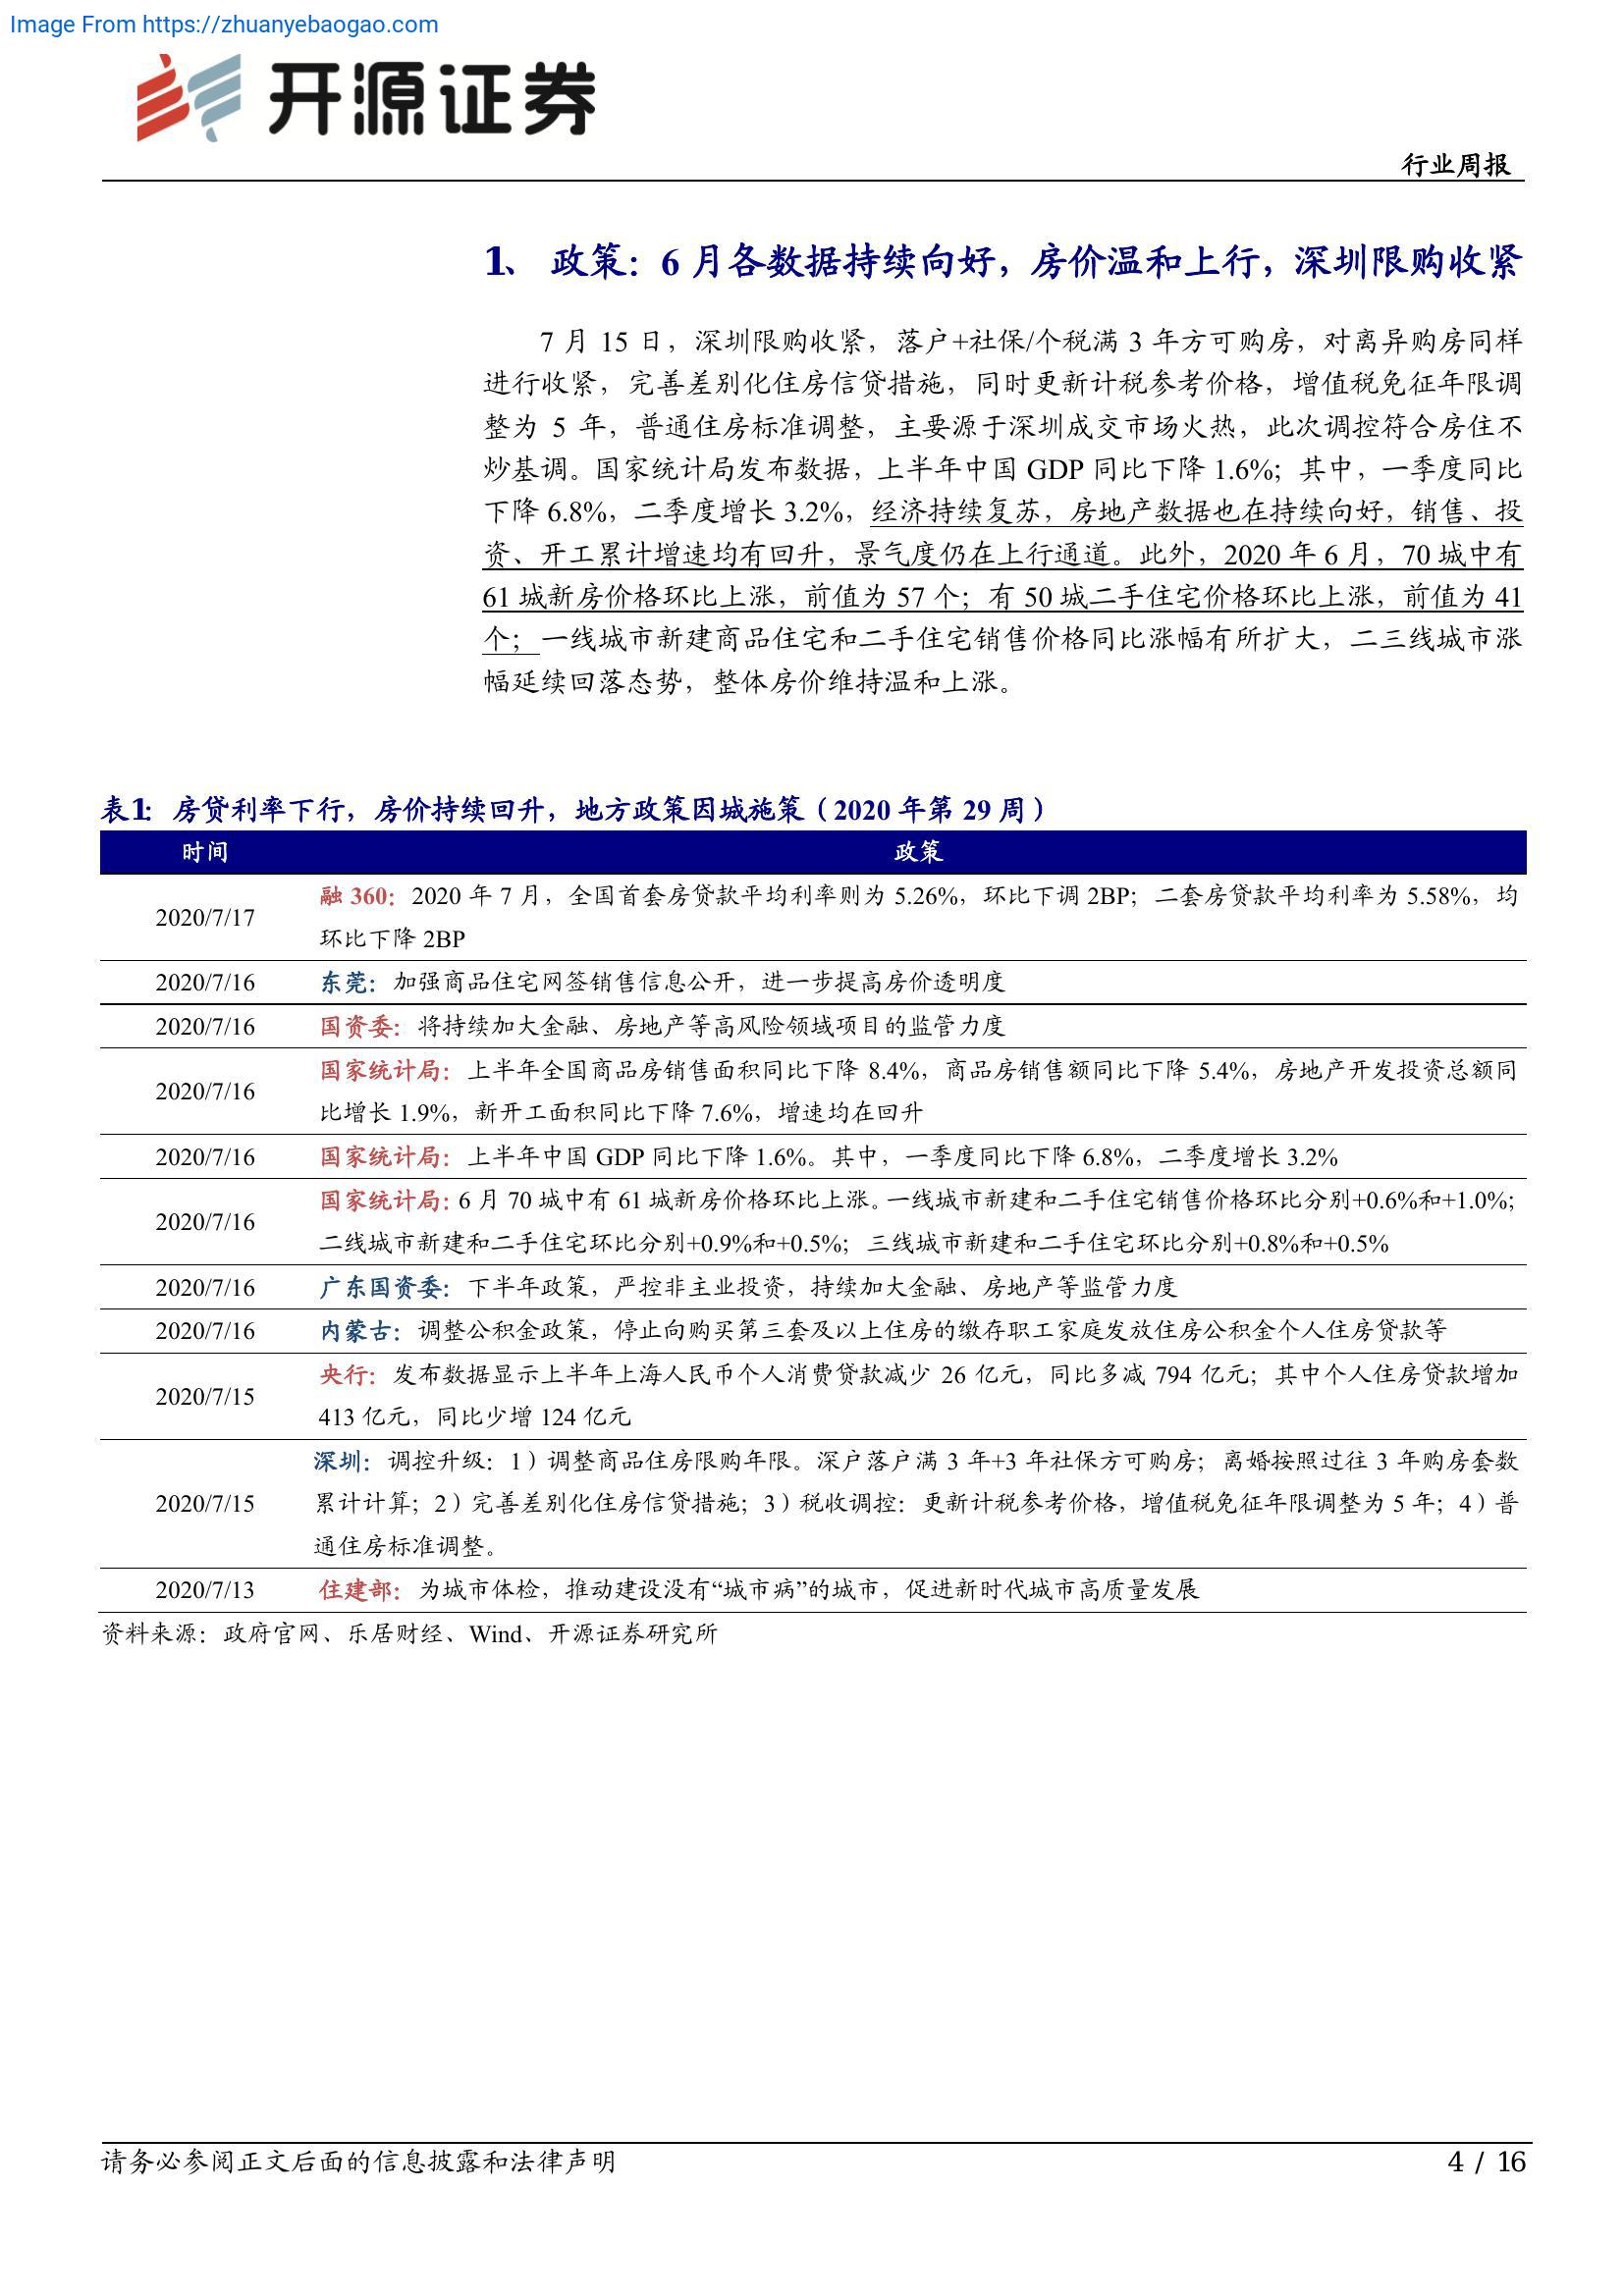 Image From https://zhuanyebaogao.com
开源证券
行业周报
1、 政策：6 月各数据持续向好，房价温和上行，深圳限购收紧
7 月 15 日，深圳限购收紧，落户+社保/个税满 3 年方可购房，对离异购房同样
进行收紧，完善差别化住房信贷措施，同时更新计税参考价格，增值税免征年限调
整为 5 年，普通住房标准调整，主要源于深圳成交市场火热，此次调控符合房住不
炒基调。国家统计局发布数据，上半年中国 GDP 同比下降 1.6%；其中，一季度同比
下降 6.8%，二季度增长 3.2%，经济持续复苏，房地产数据也在持续向好，销售、投
资、开工累计增速均有回升，景气度仍在上行通道。此外，2020 年 6 月，70 城中有
61 城新房价格环比上涨，前值为 57 个；有 50 城二手住宅价格环比上涨，前值为 41
个；一线城市新建商品住宅和二手住宅销售价格同比涨幅有所扩大，二三线城市涨
幅延续回落态势，整体房价维持温和上涨。
表1：房贷利率下行，房价持续回升，地方政策因城施策（2020 年第 29 周）
时间 政策
2020/7/17 融 360：2020 年 7 月，全国首套房贷款平均利率则为 5.26%，环比下调 2BP；二套房贷款平均利率为 5.58%，均
环比下降 2BP
2020/7/16 东莞：加强商品住宅网签销售信息公开，进一步提高房价透明度
2020/7/16 国资委：将持续加大金融、房地产等高风险领域项目的监管力度
2020/7/16 国家统计局：上半年全国商品房销售面积同比下降 8.4%，商品房销售额同比下降 5.4%，房地产开发投资总额同
比增长 1.9%，新开工面积同比下降 7.6%，增速均在回升
2020/7/16 国家统计局：上半年中国 GDP 同比下降 1.6%。其中，一季度同比下降 6.8%，二季度增长 3.2%
2020/7/16 国家统计局：6 月 70 城中有 61 城新房价格环比上涨。一线城市新建和二手住宅销售价格环比分别+0.6%和+1.0%；
二线城市新建和二手住宅环比分别+0.9%和+0.5%；三线城市新建和二手住宅环比分别+0.8%和+0.5%
2020/7/16 广东国资委：下半年政策，严控非主业投资，持续加大金融、房地产等监管力度
2020/7/16 内蒙古：调整公积金政策，停止向购买第三套及以上住房的缴存职工家庭发放住房公积金个人住房贷款等
2020/7/15 央行：发布数据显示上半年上海人民币个人消费贷款减少 26 亿元，同比多减 794 亿元；其中个人住房贷款增加
413 亿元，同比少增 124 亿元
2020/7/15 深圳：调控升级：1）调整商品住房限购年限。深户落户满 3 年+3 年社保方可购房；离婚按照过往 3 年购房套数
累计计算；2）完善差别化住房信贷措施；3）税收调控：更新计税参考价格，增值税免征年限调整为 5 年；4）普
通住房标准调整。
2020/7/13 住建部：为城市体检，推动建设没有“城市病”的城市，促进新时代城市高质量发展
资料来源：政府官网、乐居财经、Wind、开源证券研究所
请务必参阅正文后面的信息披露和法律声明
4 / 16